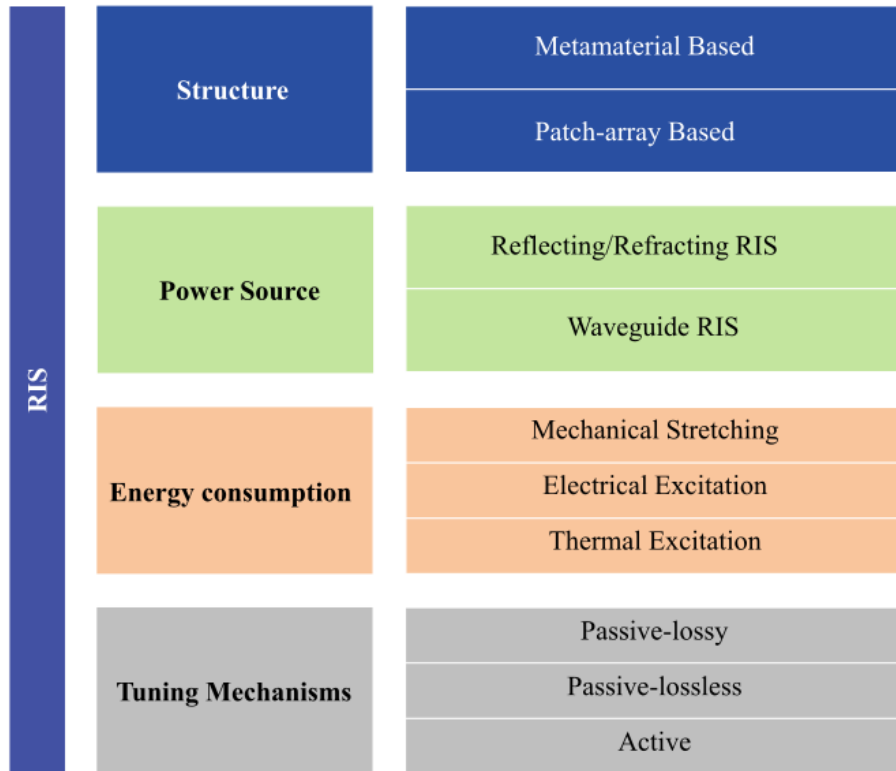 RIS
Structure
Metamaterial Based
Patch-array Based
Power Source
Reflecting/Refracting RIS
Waveguide RIS
Energy consumption
Mechanical Stretching
Electrical Excitation
Thermal Excitation
Tuning Mechanisms
Passive-lossy
Passive-lossless
Active